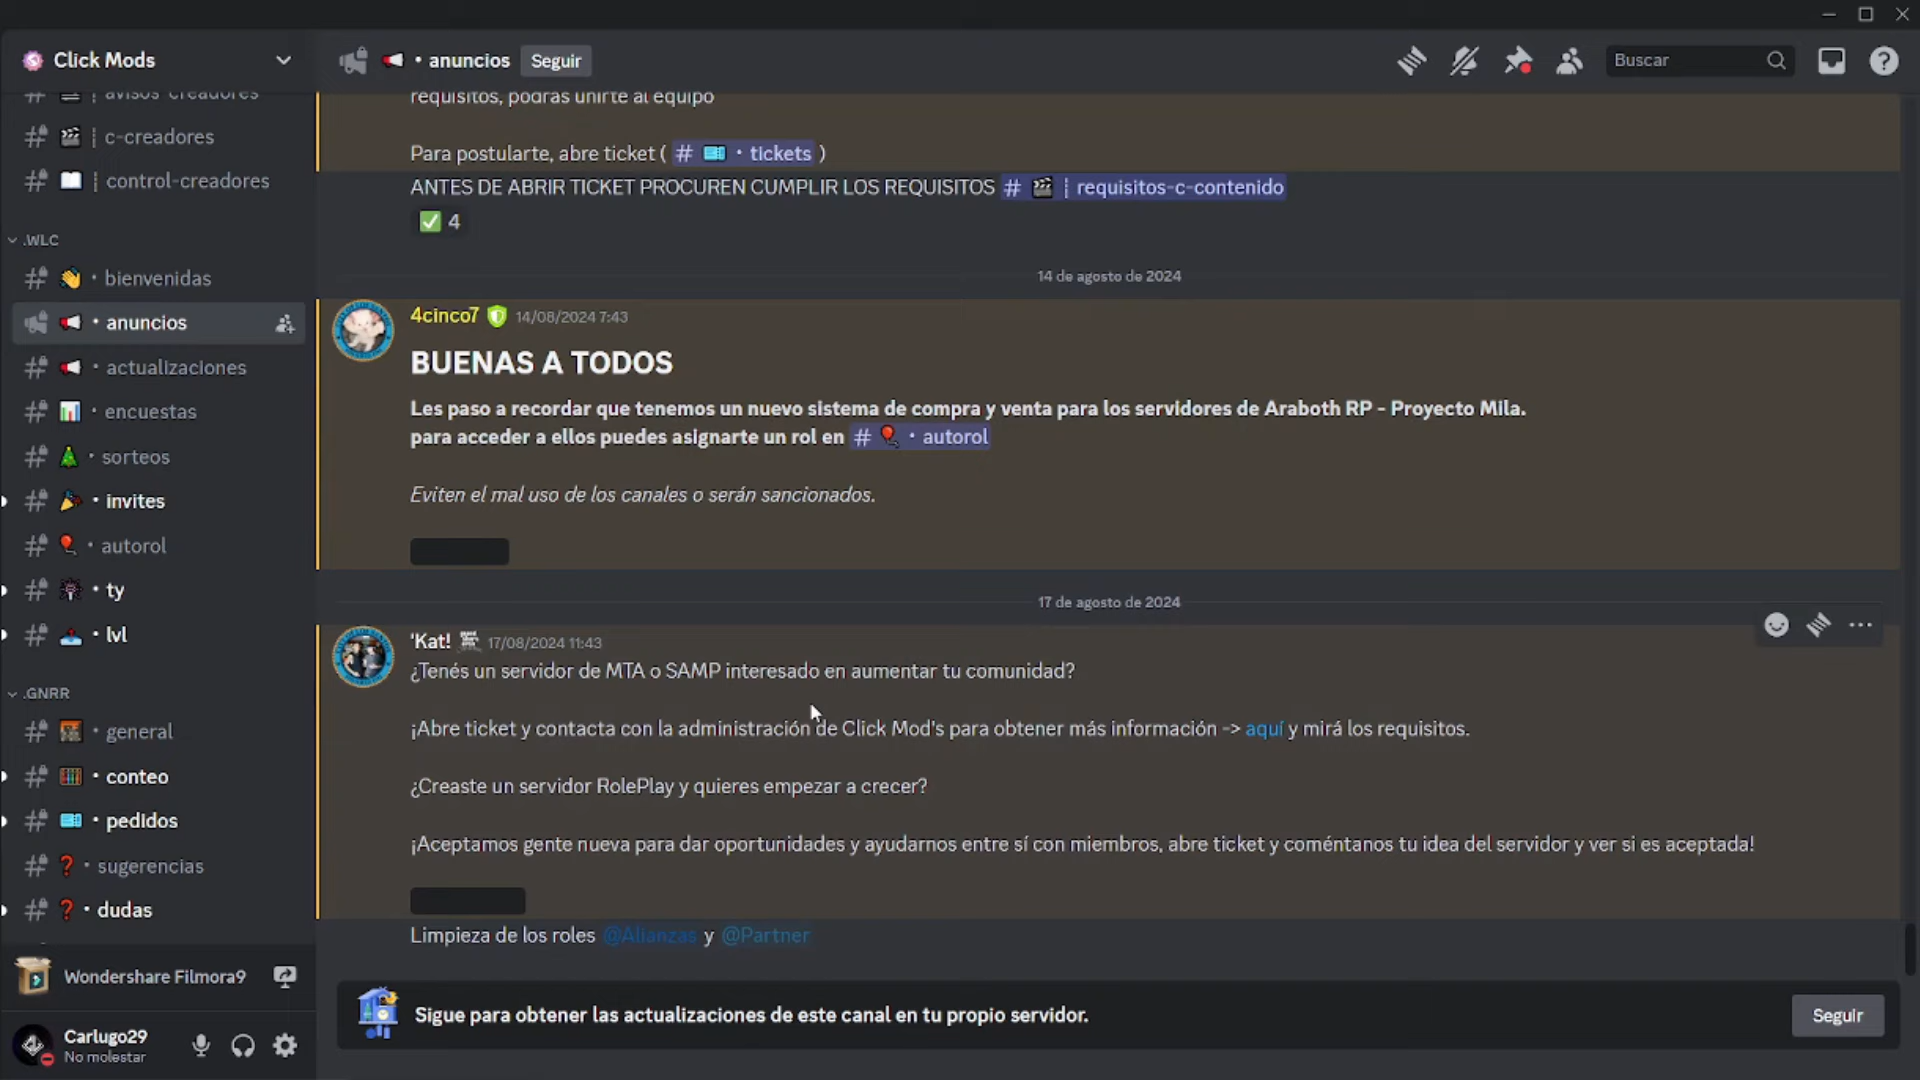 Click Mods
avisos-creadores
| c-creadores
| control-creadores
.WLC
• bienvenidas
• anuncios
• actualizaciones
• encuestas
• sorteos
• invites
• autorol
• ty
• lvl
.GNRR
• general
• conteo
• pedidos
• sugerencias
• dudas
Wondershare Filmora9
Carlugo29
No molestar
• anuncios Seguir
Buscar
requisitos, podrás unirte al equipo
Para postularte, abre ticket ( # • tickets )
ANTES DE ABRIR TICKET PROCUREN CUMPLIR LOS REQUISITOS # | requisitos-c-contenido
4
14 de agosto de 2024
4cinco7 14/08/2024 7:43
BUENAS A TODOS
Les paso a recordar que tenemos un nuevo sistema de compra y venta para los servidores de Araboth RP - Proyecto Mila.
para acceder a ellos puedes asignarte un rol en # • autorol
Eviten el mal uso de los canales o serán sancionados.
17 de agosto de 2024
'Kat! 17/08/2024 11:43
¿Tenés un servidor de MTA o SAMP interesado en aumentar tu comunidad?
¡Abre ticket y contacta con la administración de Click Mod's para obtener más información -> aquí y mirá los requisitos.
¿Creaste un servidor RolePlay y quieres empezar a crecer?
¡Aceptamos gente nueva para dar oportunidades y ayudarnos entre sí con miembros, abre ticket y coméntanos tu idea del servidor y ver si es aceptada!
Limpieza de los roles @Alianzas y @Partner
Sigue para obtener las actualizaciones de este canal en tu propio servidor.
Seguir